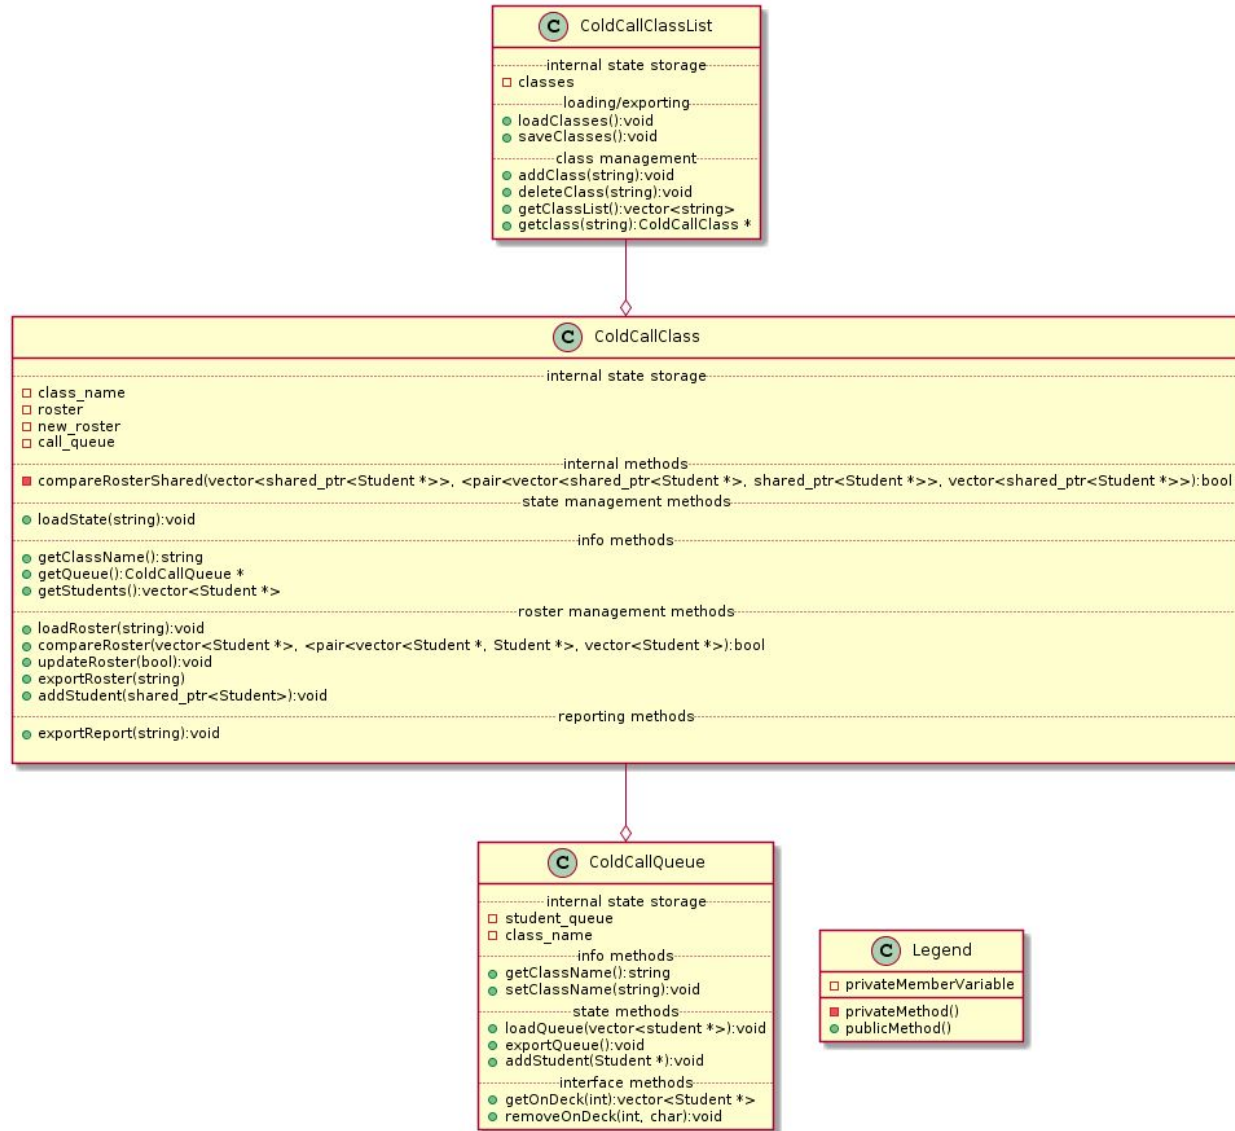 C ColdCallClassList
internal state storage
classes
loading/exporting
loadClasses():void
saveClasses():void
class management
addClass(string):void
deleteClass(string):void
getClassList():vector<string>
getclass(string):ColdCallClass *
C ColdCallClass
internal state storage
class_name
roster
new_roster
call_queue
internal methods
compareRosterShared(vector<shared_ptr<Student *>>, <pair<vector<shared_ptr<Student *>, shared_ptr<Student *>>, vector<shared_ptr<Student *>>):bool
state management methods
loadState(string):void
info methods
getClassName():string
getQueue():ColdCallQueue *
getStudents():vector<Student *>
roster management methods
loadRoster(string):void
compareRoster(vector<Student *>, <pair<vector<Student *, Student *>, vector<Student *>):bool
updateRoster(bool):void
exportRoster(string)
addStudent(shared_ptr<Student>):void
reporting methods
exportReport(string):void
C ColdCallQueue
internal state storage
student_queue
class_name
info methods
getClassName():string
setClassName(string):void
state methods
loadQueue(vector<student *>):void
exportQueue():void
addStudent(Student *):void
interface methods
getOnDeck(int):vector<Student *>
removeOnDeck(int, char):void
C Legend
privateMemberVariable
privateMethod()
publicMethod()